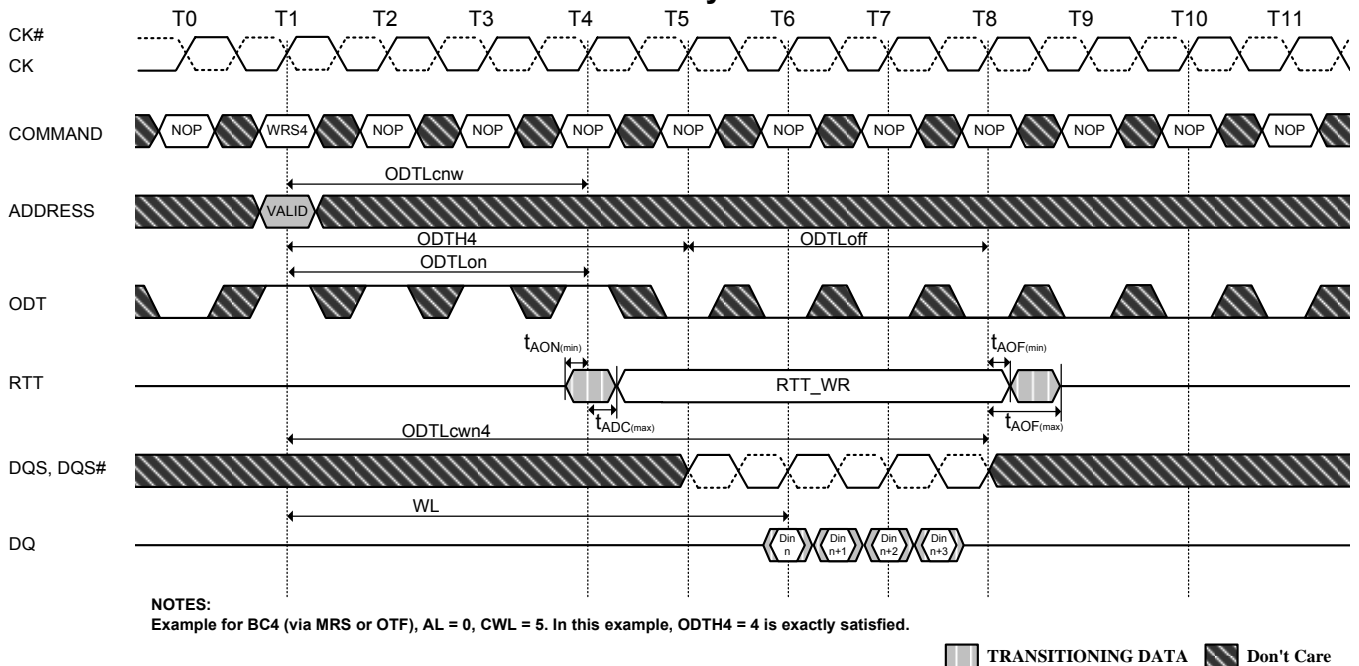 T0 T1 T2 T3 T4 T5 T6 T7 T8 T9 T10 T11
CK#
CK
COMMAND NOP WRS4 NOP NOP NOP NOP NOP NOP NOP NOP NOP NOP
ODTLcnw
ADDRESS VALID
ODTH4 ODTLoff
ODTLon
ODT
tAON(min) tAOF(min)
RTT RTT_WR
tADC(max) tAOF(max)
ODTLcwn4
DQS, DQS#
WL
DQ Din n Din n+1 Din n+2 Din n+3
NOTES:
Example for BC4 (via MRS or OTF), AL = 0, CWL = 5. In this example, ODTH4 = 4 is exactly satisfied.
TRANSITIONING DATA Don't Care